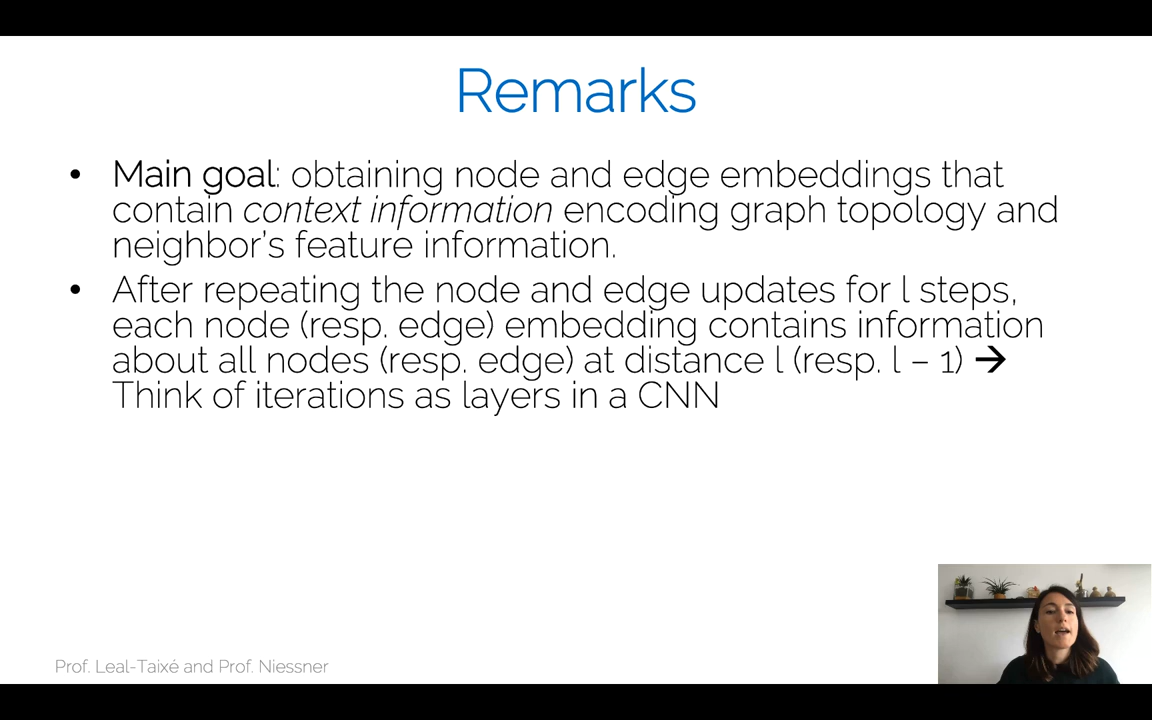 Remarks
• Main goal: obtaining node and edge embeddings that
contain context information encoding graph topology and
neighbor's feature information.
• After repeating the node and edge updates for l steps,
each node (resp. edge) embedding contains information
about all nodes (resp. edge) at distance l (resp. l – 1) →
Think of iterations as layers in a CNN
Prof. Leal-Taixé and Prof. Niessner